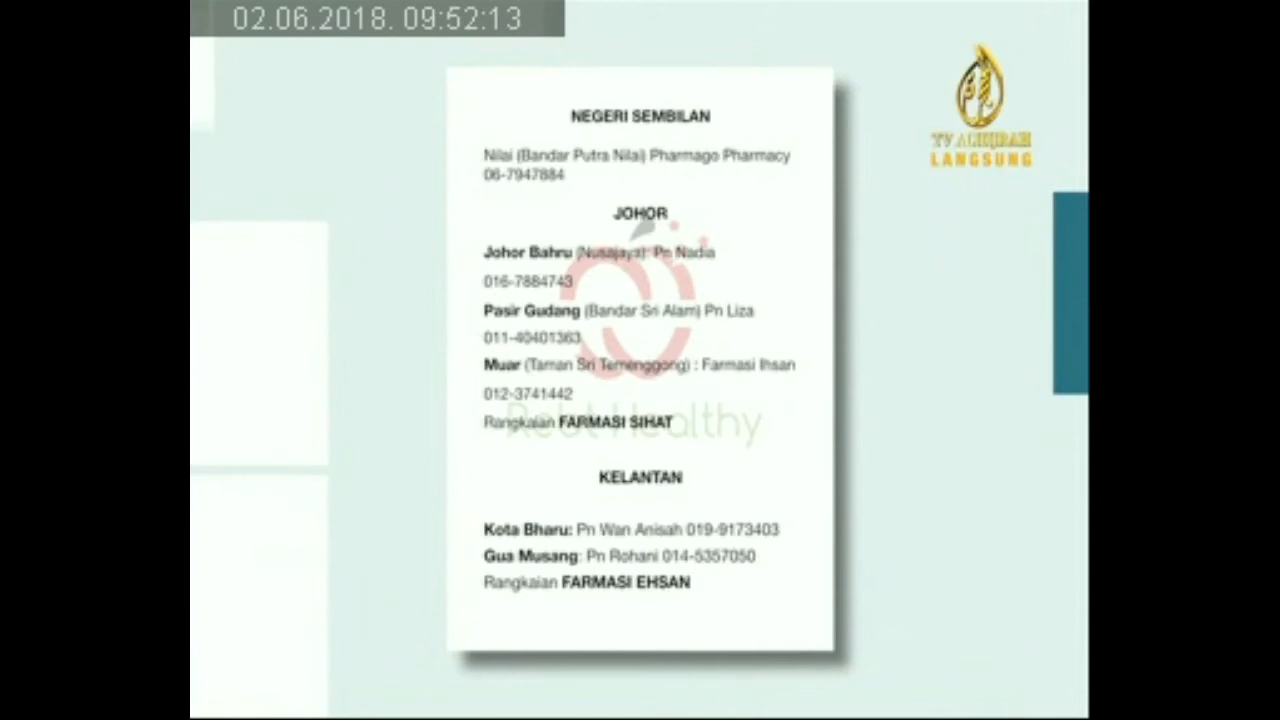 02.06.2018. 09:52:13
TV ALHIJRAH
LANGSUNG
NEGERI SEMBILAN
Nilai (Bandar Putra Nilai) Pharmago Pharmacy
06-7947884
JOHOR
Johor Bahru (Nusajaya): Pn Nadia
016-7884743
Pasir Gudang (Bandar Sri Alam) Pn Liza
011-40401363
Muar (Taman Sri Temenggong) : Farmasi Ihsan
012-3741442
Rangkaian FARMASI SIHAT
Healthy
KELANTAN
Kota Bharu: Pn Wan Anisah 019-9173403
Gua Musang: Pn Rohani 014-5357050
Rangkaian FARMASI EHSAN